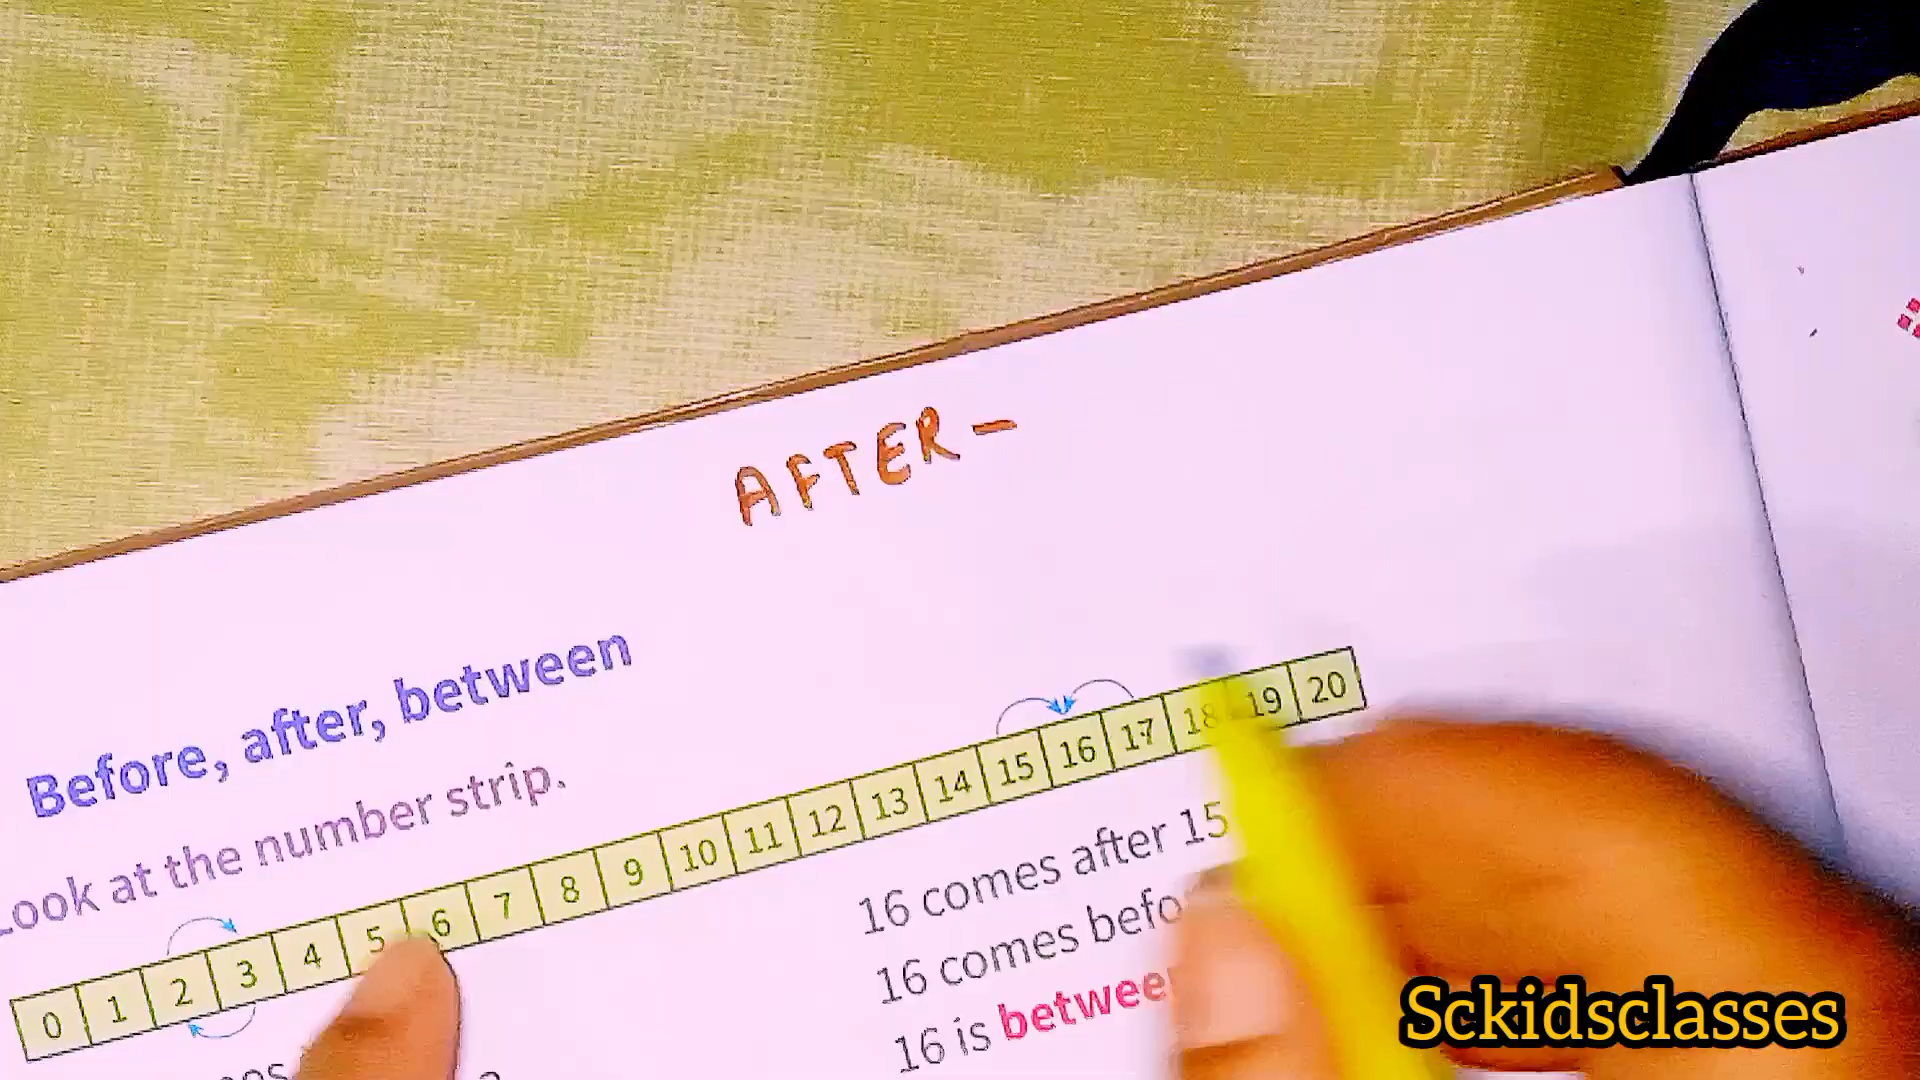 AFTER-
Before, after, between
Look at the number strip.
0 1 2 3 4 5 6 7 8 9 10 11 12 13 14 15 16 17 18 19 20
16 comes after 15
16 comes
16 is between
Sckidsclasses